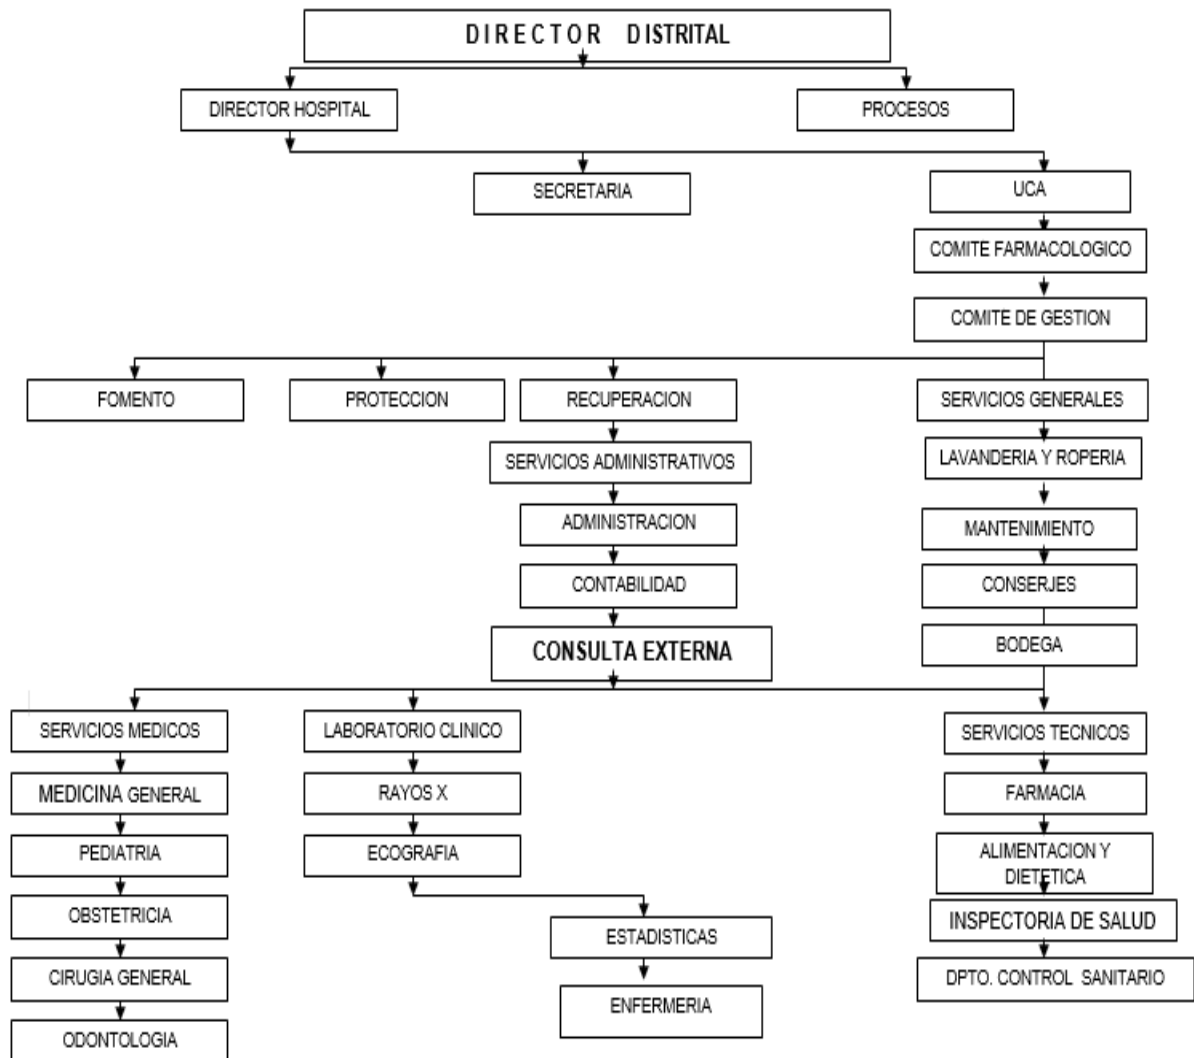 DIRECTOR DISTRITAL
DIRECTOR HOSPITAL
PROCESOS
SECRETARIA
UCA
COMITE FARMACOLOGICO
COMITE DE GESTION
FOMENTO
PROTECCION
RECUPERACION
SERVICIOS GENERALES
SERVICIOS ADMINISTRATIVOS
LAVANDERIA Y ROPERIA
ADMINISTRACION
MANTENIMIENTO
CONTABILIDAD
CONSERJES
CONSULTA EXTERNA
BODEGA
SERVICIOS MEDICOS
LABORATORIO CLINICO
SERVICIOS TECNICOS
MEDICINA GENERAL
RAYOS X
FARMACIA
PEDIATRIA
ECOGRAFIA
ALIMENTACION Y
DIETETICA
OBSTETRICIA
ESTADISTICAS
INSPECTORIA DE SALUD
CIRUGIA GENERAL
ENFERMERIA
DPTO. CONTROL SANITARIO
ODONTOLOGIA